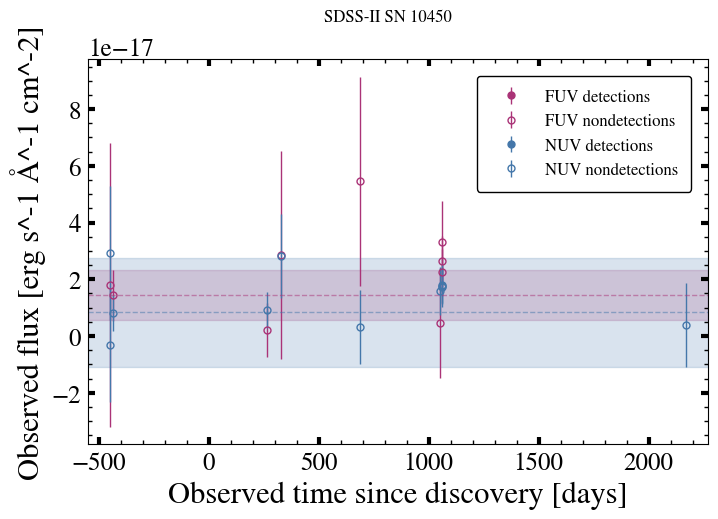 SDSS-II SN 10450
1e−17
Observed flux [erg s^-1 Å^-1 cm^-2]
8
6
4
2
0
−2
FUV detections
FUV nondetections
NUV detections
NUV nondetections
−500 0 500 1000 1500 2000
Observed time since discovery [days]